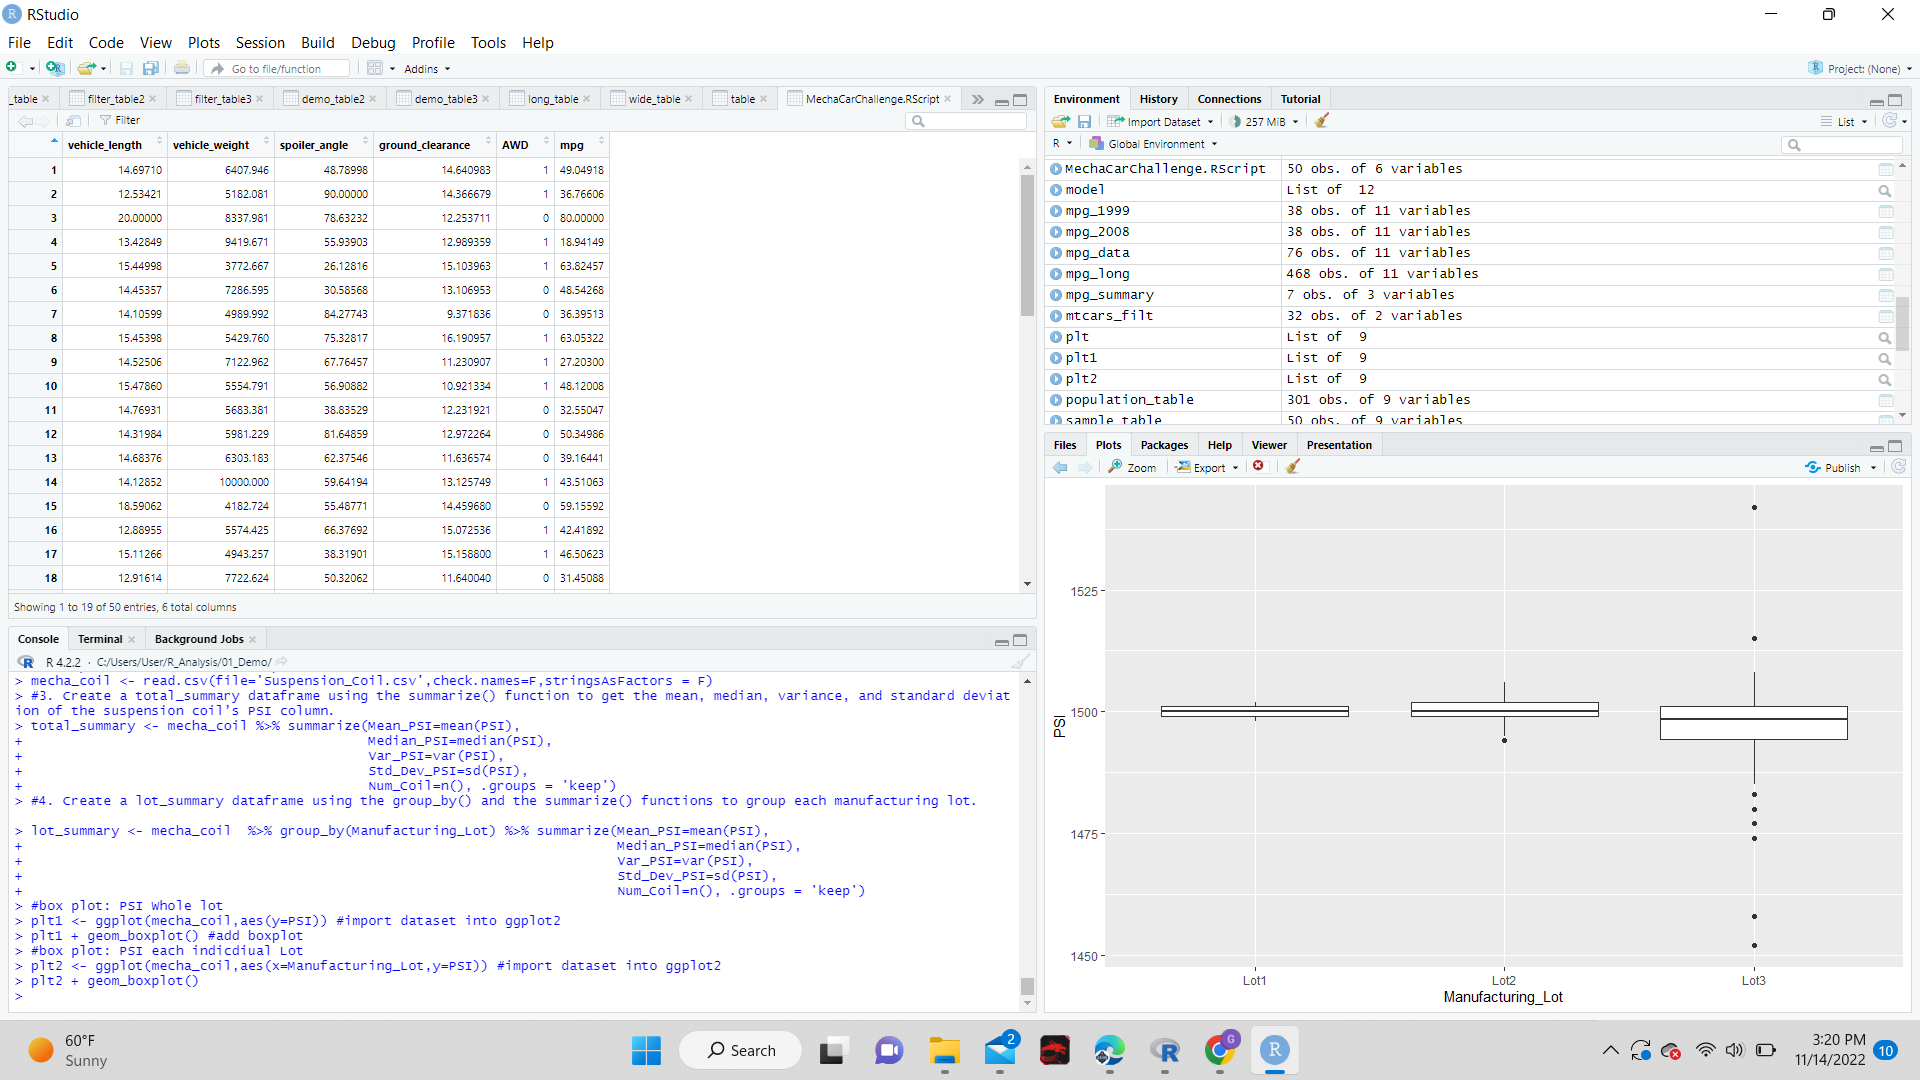 RStudio
File Edit Code View Plots Session Build Debug Profile Tools Help
Go to file/function Addins Project: (None)
_table filter_table2 filter_table3 demo_table2 demo_table3 long_table wide_table table MechaCarChallenge.RScript
Filter
vehicle_length vehicle_weight spoiler_angle ground_clearance AWD mpg
1 14.69710 6407.946 48.78998 14.640983 1 49.04918
2 12.53421 5182.081 90.00000 14.366679 1 36.76606
3 20.00000 8337.981 78.63232 12.253711 0 80.00000
4 13.42849 9419.671 55.93903 12.989359 1 18.94149
5 15.44998 3772.667 26.12816 15.103963 1 63.82457
6 14.45357 7286.595 30.58568 13.106953 0 48.54268
7 14.10599 4989.992 84.27743 9.371836 0 36.39513
8 15.45398 5429.760 75.32817 16.190957 1 63.05322
9 14.52506 7122.962 67.76457 11.230907 1 27.20300
10 15.47860 5554.791 56.90882 10.921334 1 48.12008
11 14.76931 5683.381 38.83529 12.231921 0 32.55047
12 14.31984 5981.229 81.64859 12.972264 0 50.34986
13 14.68376 6303.183 62.37546 11.636574 0 39.16441
14 14.12852 10000.000 59.64194 13.125749 1 43.51063
15 18.59062 4182.724 55.48771 14.459680 0 59.15592
16 12.88955 5574.425 66.37692 15.072536 1 42.41892
17 15.11266 4943.257 38.31901 15.158800 1 46.50623
18 12.91614 7722.624 50.32062 11.640040 0 31.45088
Showing 1 to 19 of 50 entries, 6 total columns
Console Terminal Background Jobs
R 4.2.2 · C:/Users/User/R_Analysis/01_Demo/
> mecha_coil <- read.csv(file='Suspension_Coil.csv',check.names=F,stringsAsFactors = F)
> #3. Create a total_summary dataframe using the summarize() function to get the mean, median, variance, and standard deviat
ion of the suspension coil's PSI column.
> total_summary <- mecha_coil %>% summarize(Mean_PSI=mean(PSI),
+ Median_PSI=median(PSI),
+ Var_PSI=var(PSI),
+ Std_Dev_PSI=sd(PSI),
+ Num_Coil=n(), .groups = 'keep')
> #4. Create a lot_summary dataframe using the group_by() and the summarize() functions to group each manufacturing lot.
> lot_summary <- mecha_coil %>% group_by(Manufacturing_Lot) %>% summarize(Mean_PSI=mean(PSI),
+ Median_PSI=median(PSI),
+ Var_PSI=var(PSI),
+ Std_Dev_PSI=sd(PSI),
+ Num_Coil=n(), .groups = 'keep')
> #box plot: PSI Whole lot
> plt1 <- ggplot(mecha_coil,aes(y=PSI)) #import dataset into ggplot2
> plt1 + geom_boxplot() #add boxplot
> #box plot: PSI each indicdiual Lot
> plt2 <- ggplot(mecha_coil,aes(x=Manufacturing_Lot,y=PSI)) #import dataset into ggplot2
> plt2 + geom_boxplot()
>
Environment History Connections Tutorial
Import Dataset 257 MiB List
R Global Environment
MechaCarChallenge.RScript 50 obs. of 6 variables
model List of 12
mpg_1999 38 obs. of 11 variables
mpg_2008 38 obs. of 11 variables
mpg_data 76 obs. of 11 variables
mpg_long 468 obs. of 11 variables
mpg_summary 7 obs. of 3 variables
mtcars_filt 32 obs. of 2 variables
plt List of 9
plt1 List of 9
plt2 List of 9
population_table 301 obs. of 9 variables
sample_table 50 obs. of 9 variables
Files Plots Packages Help Viewer Presentation
Zoom Export Publish
1525
1500
1475
1450
PSI
Lot1 Lot2 Lot3
Manufacturing_Lot
60°F
Sunny
Search
2
G
R
3:20 PM
11/14/2022
10